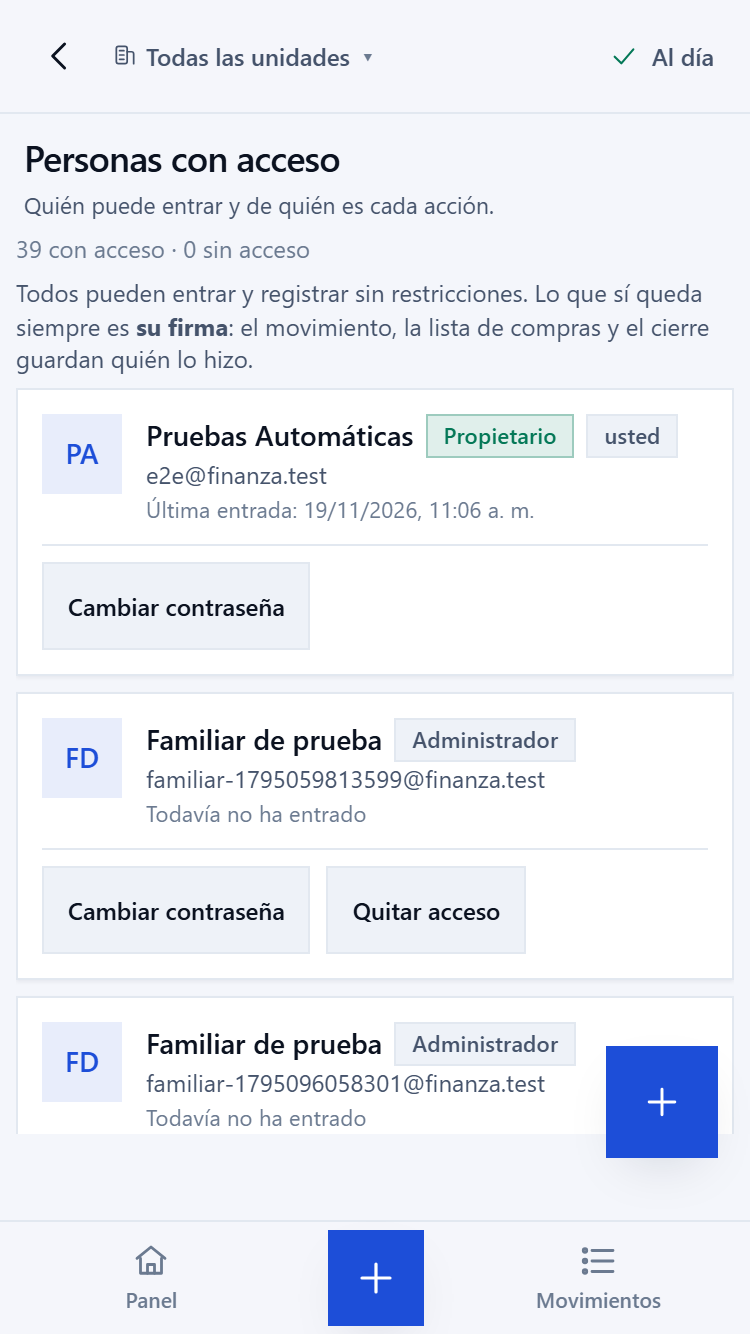 Todas las unidades ▾
Al día
Personas con acceso
Quién puede entrar y de quién es cada acción.
39 con acceso · 0 sin acceso
Todos pueden entrar y registrar sin restricciones. Lo que sí queda
siempre es su firma: el movimiento, la lista de compras y el cierre
guardan quién lo hizo.
PA
Pruebas Automáticas
Propietario
usted
e2e@finanza.test
Última entrada: 19/11/2026, 11:06 a. m.
Cambiar contraseña
FD
Familiar de prueba
Administrador
familiar-1795059813599@finanza.test
Todavía no ha entrado
Cambiar contraseña
Quitar acceso
FD
Familiar de prueba
Administrador
familiar-1795096058301@finanza.test
Todavía no ha entrado
Panel
Movimientos